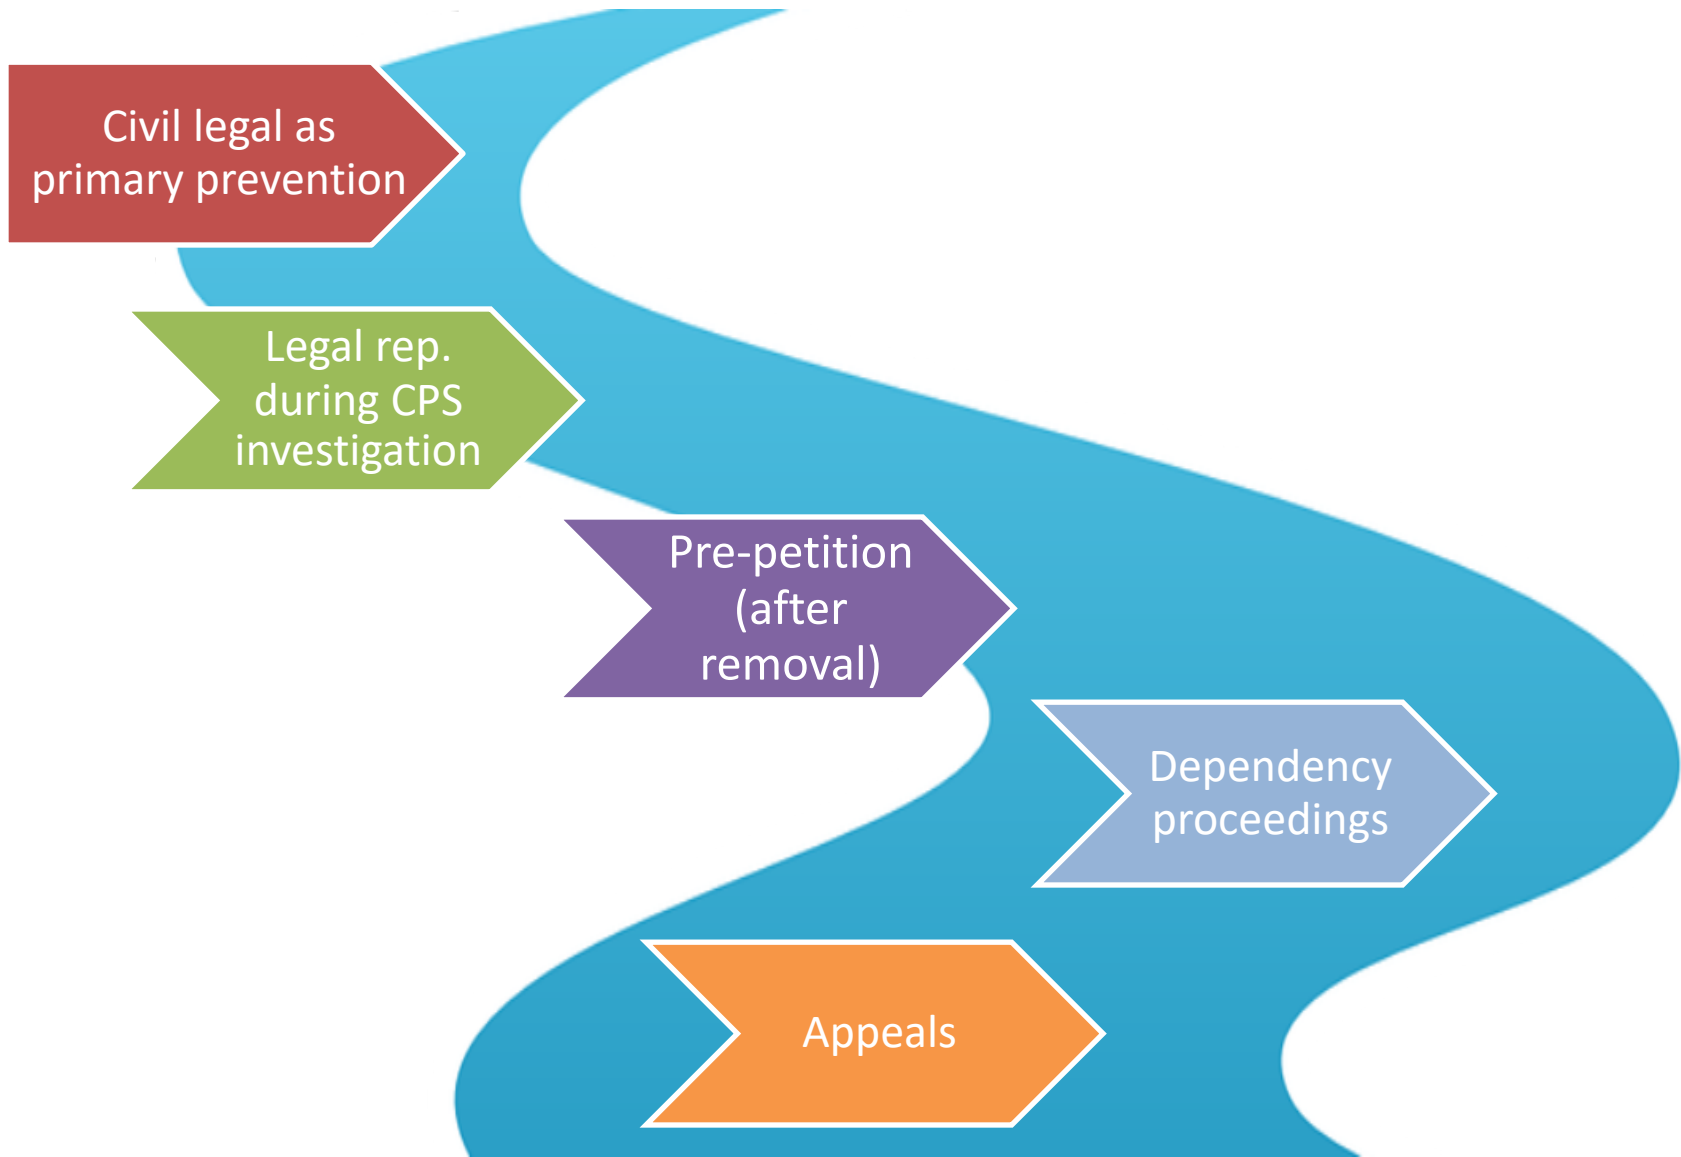 Civil legal as
primary prevention
Legal rep.
during CPS
investigation
Pre-petition
(after
removal)
Dependency
proceedings
Appeals